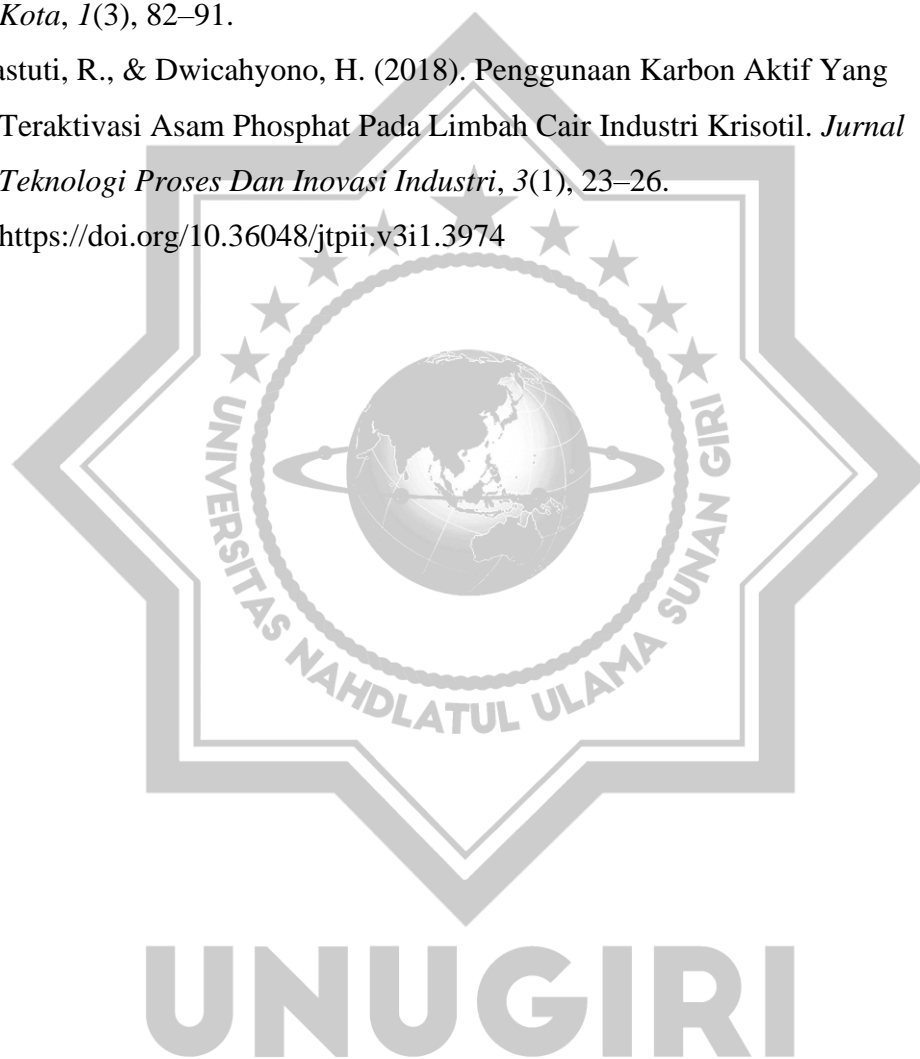 Kota, 1(3), 82–91.
astuti, R., & Dwicahyono, H. (2018). Penggunaan Karbon Aktif Yang
Teraktivasi Asam Phosphat Pada Limbah Cair Industri Krisotil. Jurnal
Teknologi Proses Dan Inovasi Industri, 3(1), 23–26.
https://doi.org/10.36048/jtpii.v3i1.3974
UNIVERSITAS NAHDLATUL ULAMA SUNAN GIRI
UNUGIRI